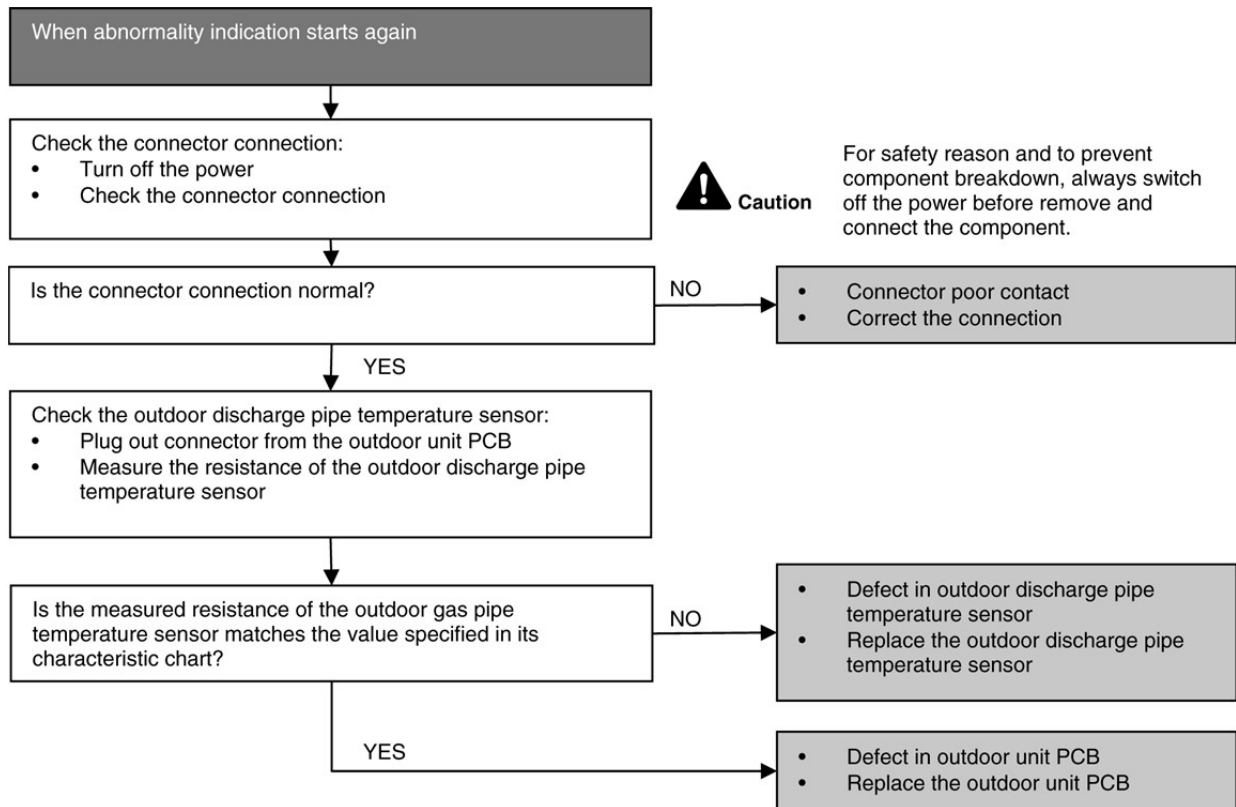 When abnormality indication starts again
Check the connector connection:
• Turn off the power
• Check the connector connection
Caution
For safety reason and to prevent
component breakdown, always switch
off the power before remove and
connect the component.
Is the connector connection normal?
NO
• Connector poor contact
• Correct the connection
YES
Check the outdoor discharge pipe temperature sensor:
• Plug out connector from the outdoor unit PCB
• Measure the resistance of the outdoor discharge pipe
temperature sensor
Is the measured resistance of the outdoor gas pipe
temperature sensor matches the value specified in its
characteristic chart?
NO
• Defect in outdoor discharge pipe
temperature sensor
• Replace the outdoor discharge pipe
temperature sensor
YES
• Defect in outdoor unit PCB
• Replace the outdoor unit PCB